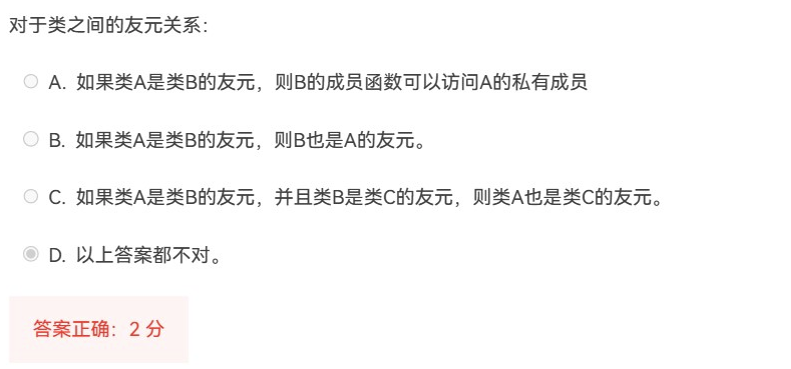 对于类之间的友元关系:
A. 如果类A是类B的友元，则B的成员函数可以访问A的私有成员
B. 如果类A是类B的友元，则B也是A的友元。
C. 如果类A是类B的友元，并且类B是类C的友元，则类A也是类C的友元。
D. 以上答案都不对。
答案正确：2 分